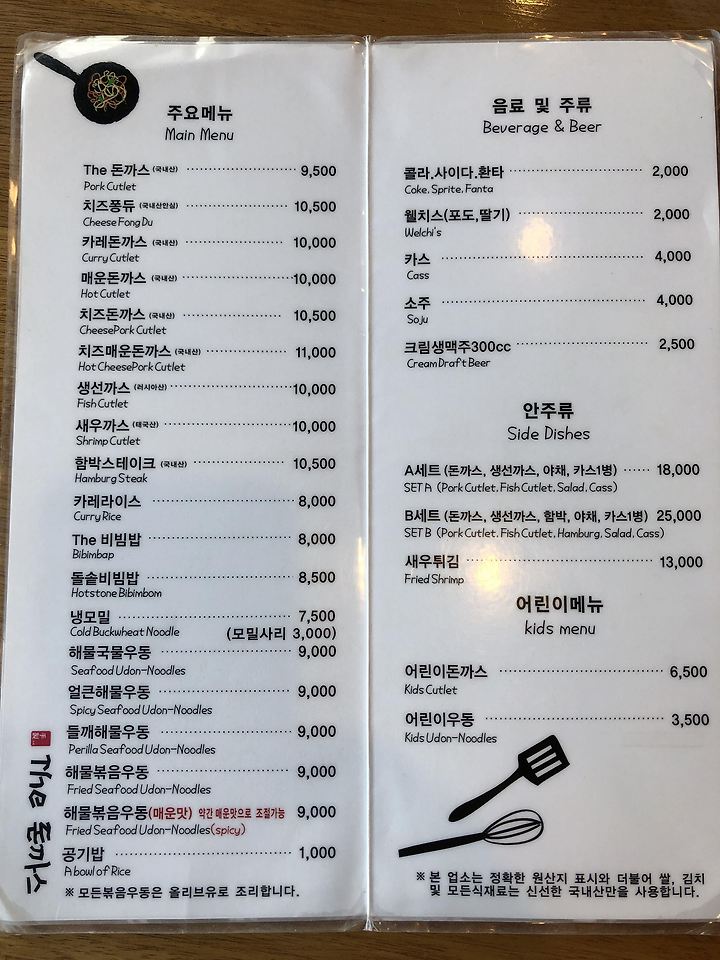 주요메뉴
Main Menu
The 돈까스 (국내산) 9,500
Pork Cutlet
치즈퐁듀 (국내산안심) 10,500
Cheese Fong Du
카레돈까스 (국내산) 10,000
Curry Cutlet
매운돈까스 (국내산) 10,000
Hot Cutlet
치즈돈까스 (국내산) 10,500
CheesePork Cutlet
치즈매운돈까스 (국내산) 11,000
Hot CheesePork Cutlet
생선까스 (러시아산) 10,000
Fish Cutlet
새우까스 (태국산) 10,000
Shrimp Cutlet
함박스테이크 (국내산) 10,500
Hamburg Steak
카레라이스 8,000
Curry Rice
The 비빔밥 8,000
Bibimbap
돌솥비빔밥 8,500
Hotstone Bibimbom
냉모밀 7,500
Cold Buckwheat Noodle (모밀사리 3,000)
해물국물우동 9,000
Seafood Udon-Noodles
얼큰해물우동 9,000
Spicy Seafood Udon-Noodles
들깨해물우동 9,000
Perilla Seafood Udon-Noodles
해물볶음우동 9,000
Fried Seafood Udon-Noodles
해물볶음우동(매운맛) 약간 매운맛으로 조절가능 9,000
Fried Seafood Udon-Noodles(spicy)
공기밥 1,000
A bowl of Rice
※ 모든볶음우동은 올리브유로 조리합니다.
The 돈까스
음료 및 주류
Beverage & Beer
콜라.사이다.환타 2,000
Coke. Sprite. Fanta
웰치스(포도,딸기) 2,000
Welchi's
카스 4,000
Cass
소주 4,000
Soju
크림생맥주300cc 2,500
Cream Draft Beer
안주류
Side Dishes
A세트 (돈까스, 생선까스, 야채, 카스1병) 18,000
SET A (Pork Cutlet. Fish Cutlet. Salad. Cass)
B세트 (돈까스, 생선까스, 함박, 야채, 카스1병) 25,000
SET B (Pork Cutlet. Fish Cutlet. Hamburg. Salad. Cass)
새우튀김 13,000
Fried Shrimp
어린이메뉴
kids menu
어린이돈까스 6,500
Kids Cutlet
어린이우동 3,500
Kids Udon-Noodles
※ 본 업소는 정확한 원산지 표시와 더불어 쌀, 김치
및 모든식재료는 신선한 국내산만을 사용합니다.